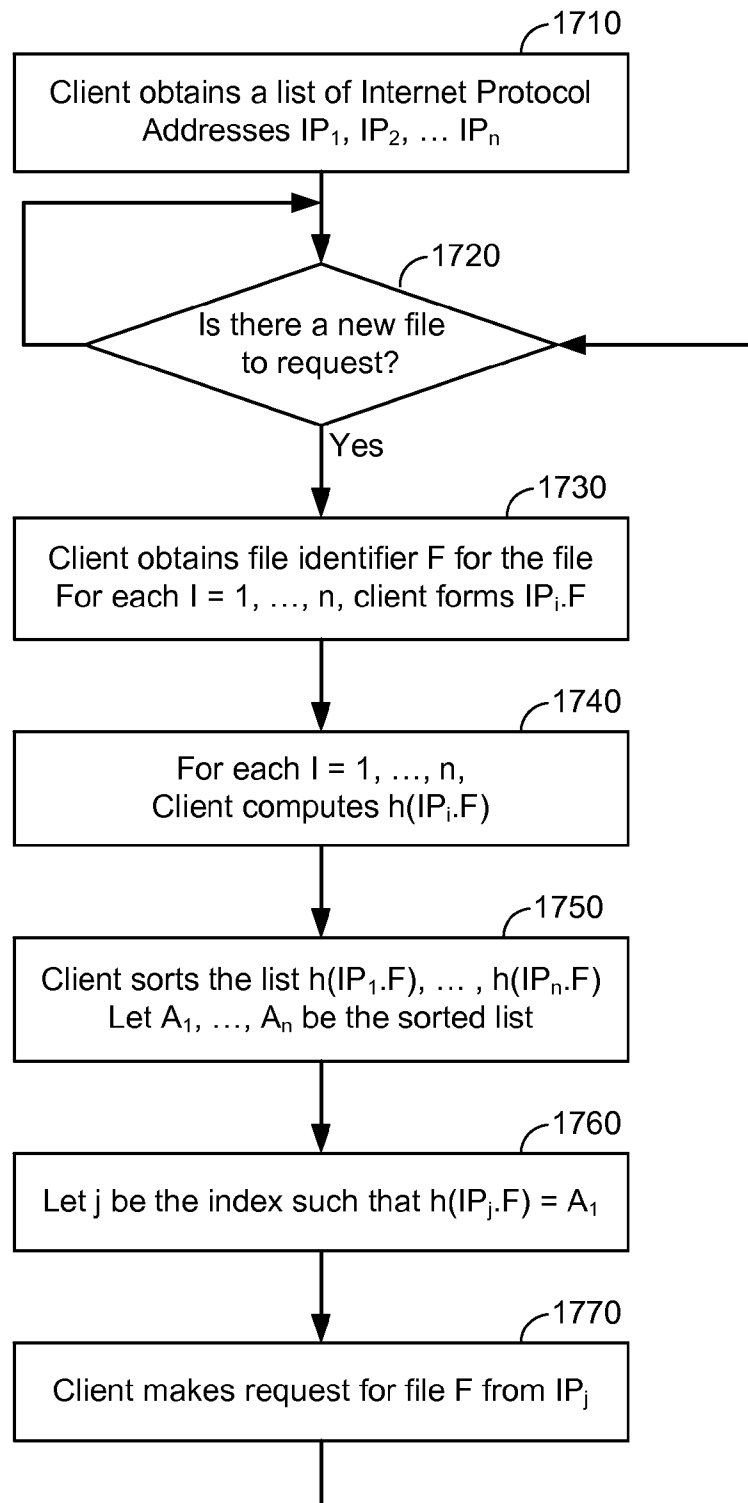 1710
Client obtains a list of Internet Protocol
Addresses IP₁, IP₂, … IPₙ
1720
Is there a new file
to request?
Yes
1730
Client obtains file identifier F for the file
For each I = 1, …, n, client forms IPᵢ.F
1740
For each I = 1, …, n,
Client computes h(IPᵢ.F)
1750
Client sorts the list h(IP₁.F), … , h(IPₙ.F)
Let A₁, …, Aₙ be the sorted list
1760
Let j be the index such that h(IPⱼ.F) = A₁
1770
Client makes request for file F from IPⱼ